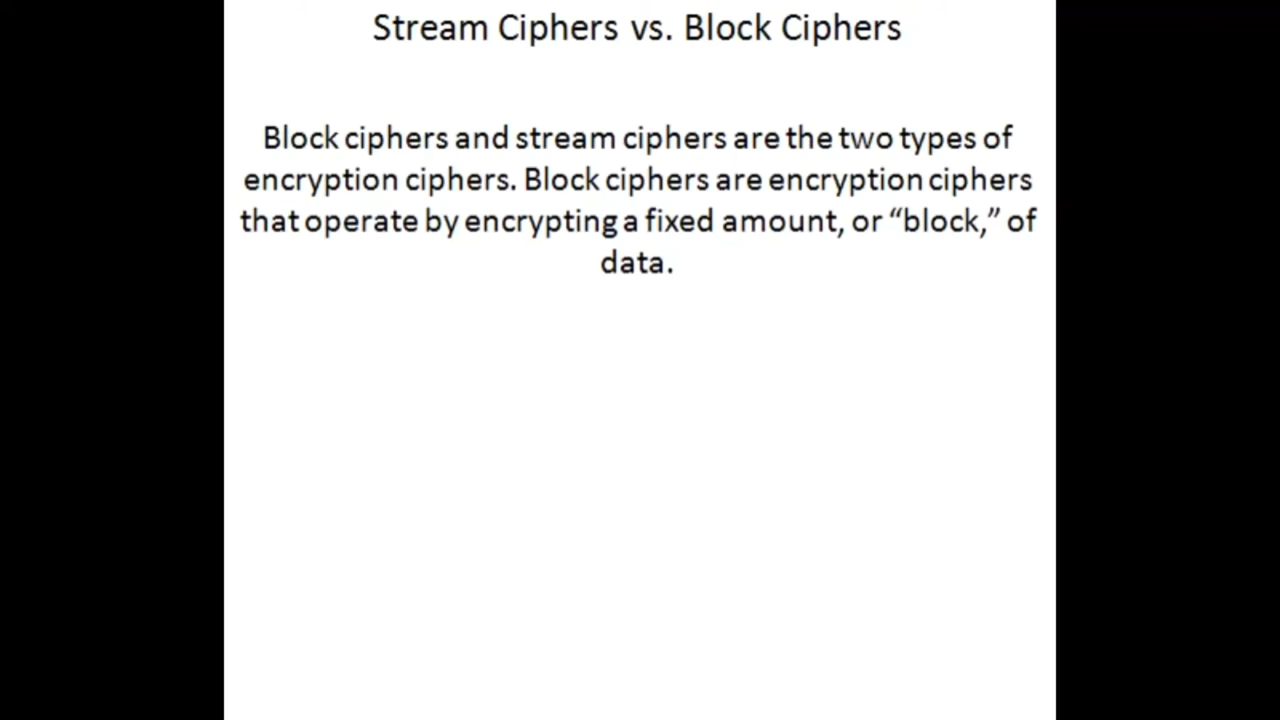 Stream Ciphers vs. Block Ciphers
Block ciphers and stream ciphers are the two types of
encryption ciphers. Block ciphers are encryption ciphers
that operate by encrypting a fixed amount, or “block,” of
data.